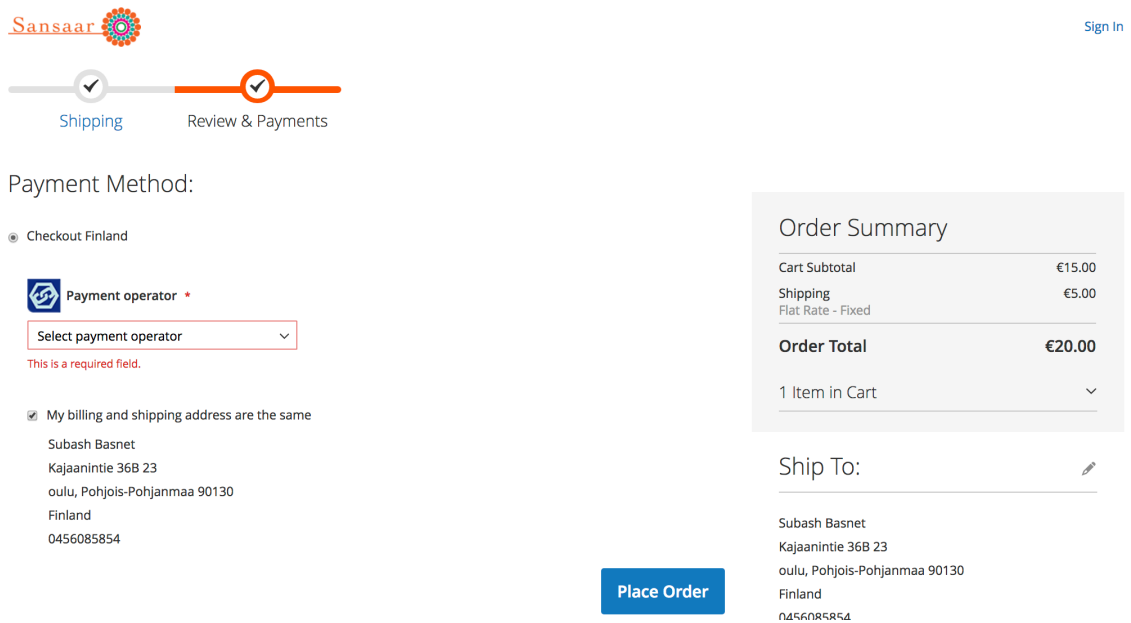 Sansaar
Sign In
Shipping
Review & Payments
Payment Method:
Checkout Finland
Payment operator *
Select payment operator
This is a required field.
My billing and shipping address are the same
Subash Basnet
Kajaanintie 36B 23
oulu, Pohjois-Pohjanmaa 90130
Finland
0456085854
Place Order
Order Summary
Cart Subtotal €15.00
Shipping €5.00
Flat Rate - Fixed
Order Total €20.00
1 Item in Cart
Ship To:
Subash Basnet
Kajaanintie 36B 23
oulu, Pohjois-Pohjanmaa 90130
Finland
0456085854